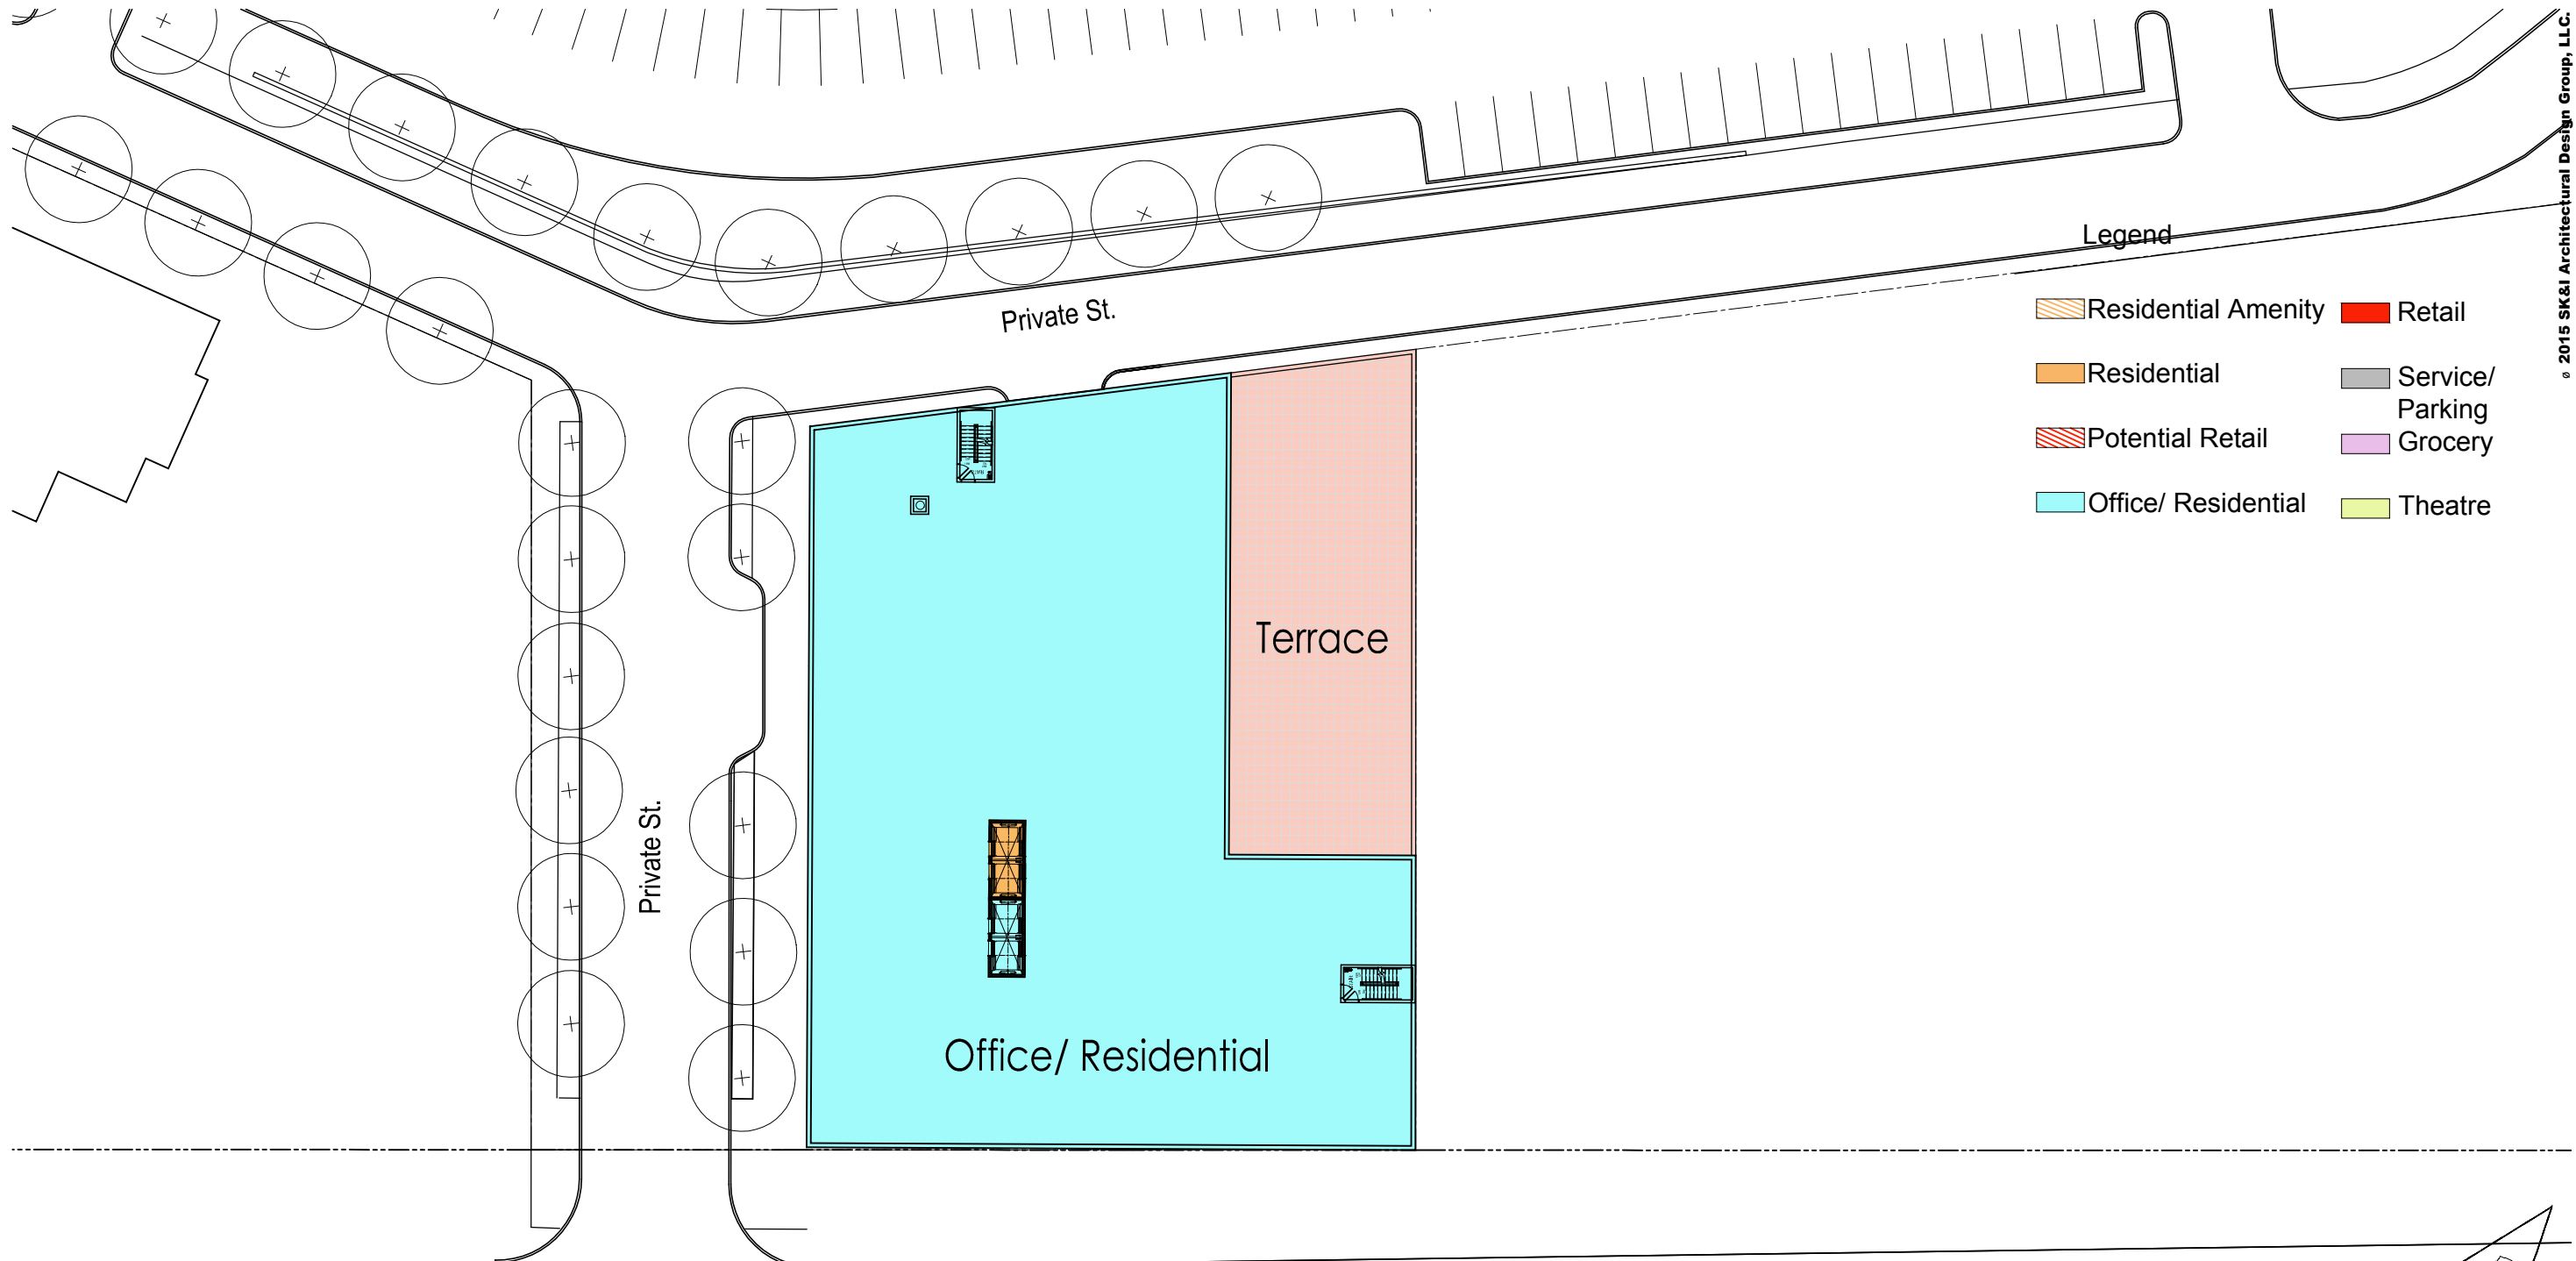 ø 2015 SK&I Architectural Design Group, LLC.
Legend
Residential Amenity
Retail
Residential
Service/
Parking
Potential Retail
Grocery
Office/ Residential
Theatre
Private St.
Terrace
Private St.
Office/ Residential